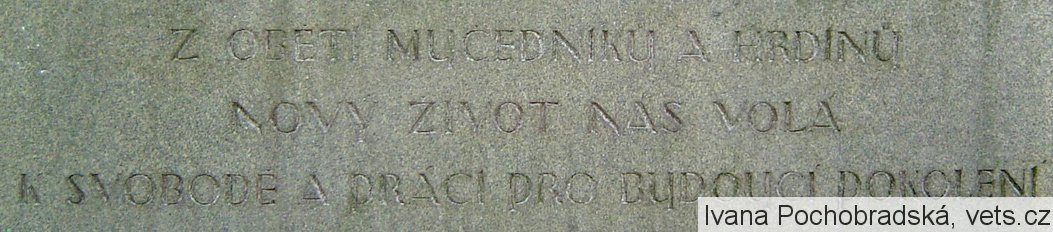 Z OBĚTÍ MUČEDNÍKŮ A HRDINŮ
NOVÝ ŽIVOT NÁS VOLÁ
K SVOBODĚ A PRÁCI PRO BUDOUCÍ POKOLENÍ
Ivana Pochobradská, vets.cz